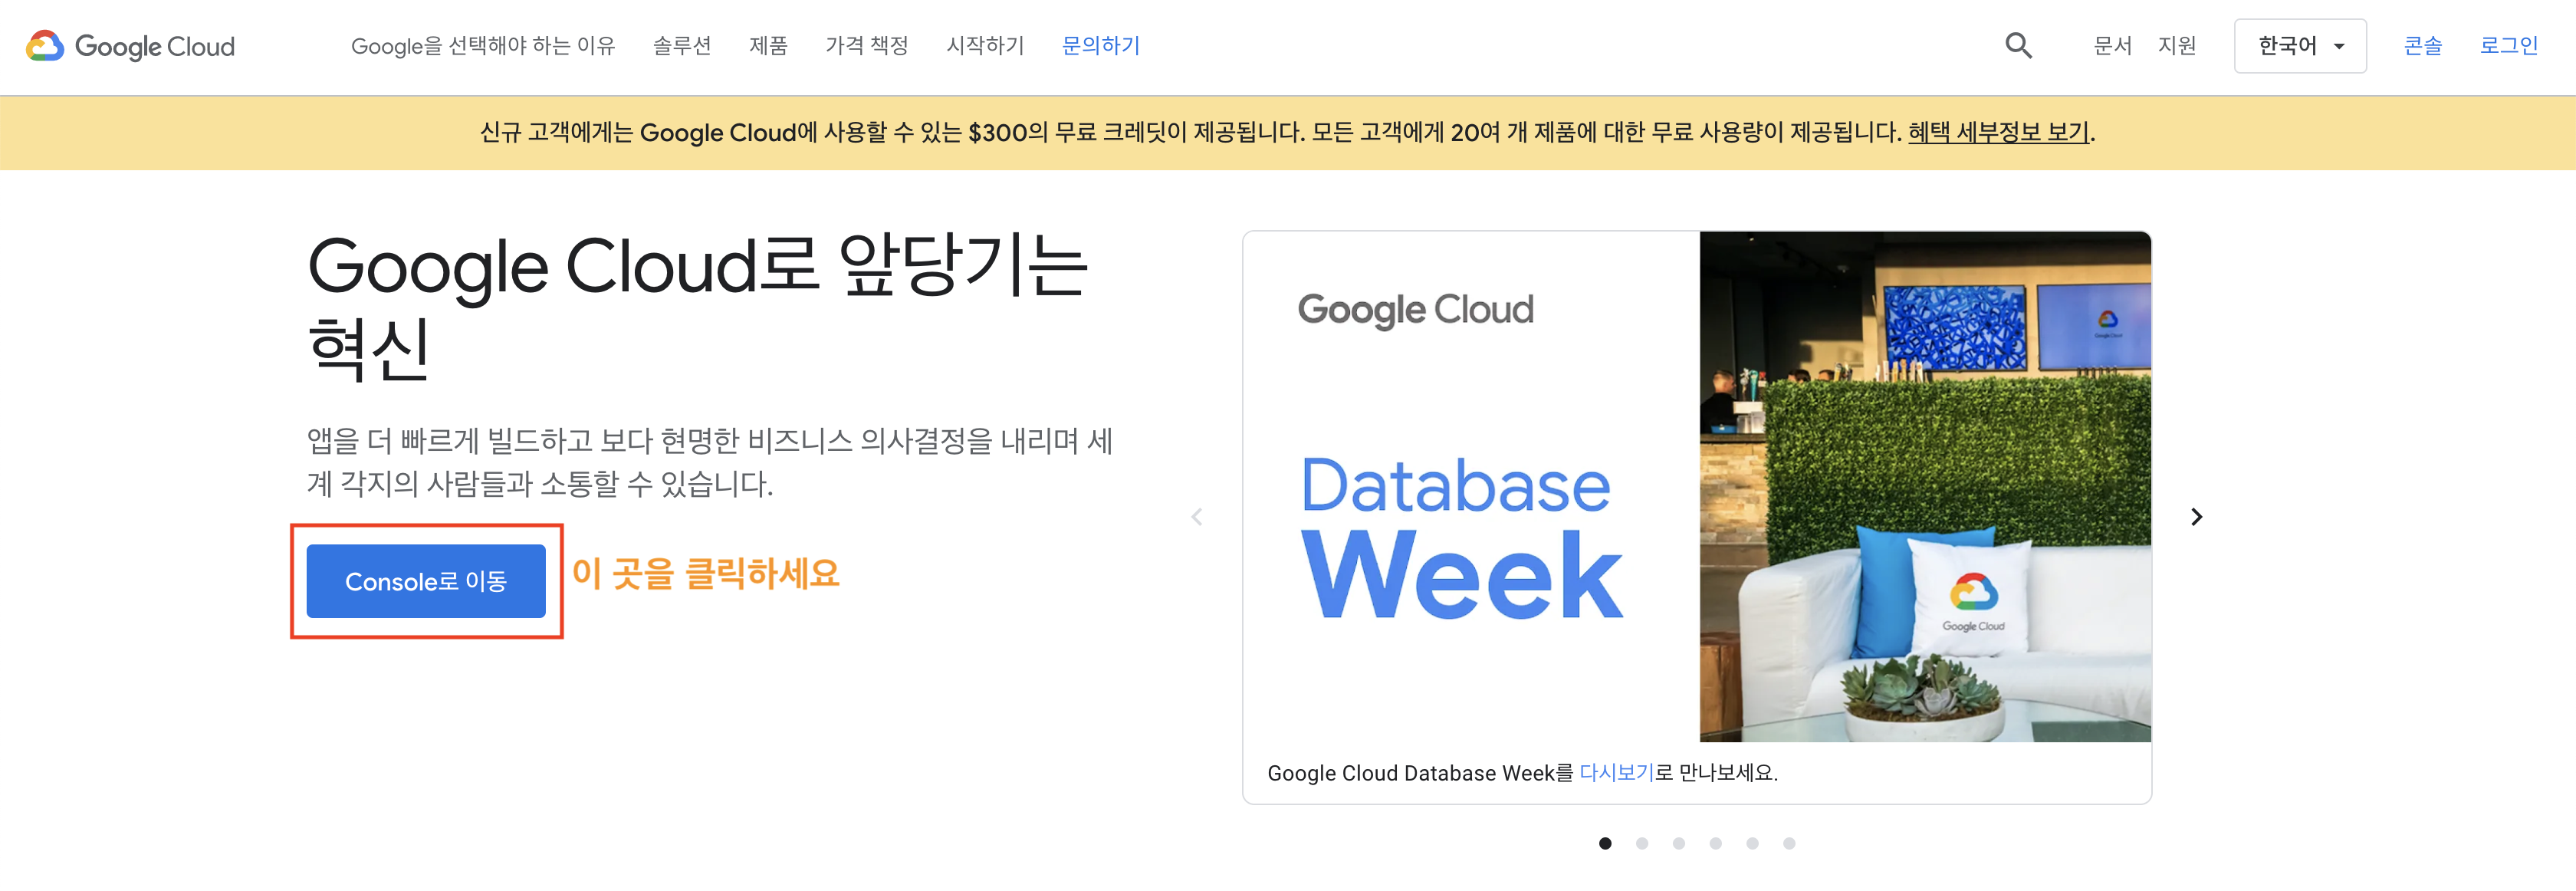 Google Cloud
Google을 선택해야 하는 이유 솔루션 제품 가격 책정 시작하기 문의하기 문서 지원 한국어 콘솔 로그인
신규 고객에게는 Google Cloud에 사용할 수 있는 $300의 무료 크레딧이 제공됩니다. 모든 고객에게 20여 개 제품에 대한 무료 사용량이 제공됩니다. 혜택 세부정보 보기.
Google Cloud로 앞당기는
혁신
앱을 더 빠르게 빌드하고 보다 현명한 비즈니스 의사결정을 내리며 세
계 각지의 사람들과 소통할 수 있습니다.
Console로 이동
이 곳을 클릭하세요
Google Cloud
Database
Week
Google Cloud
Google Cloud
Google Cloud Database Week를 다시보기로 만나보세요.